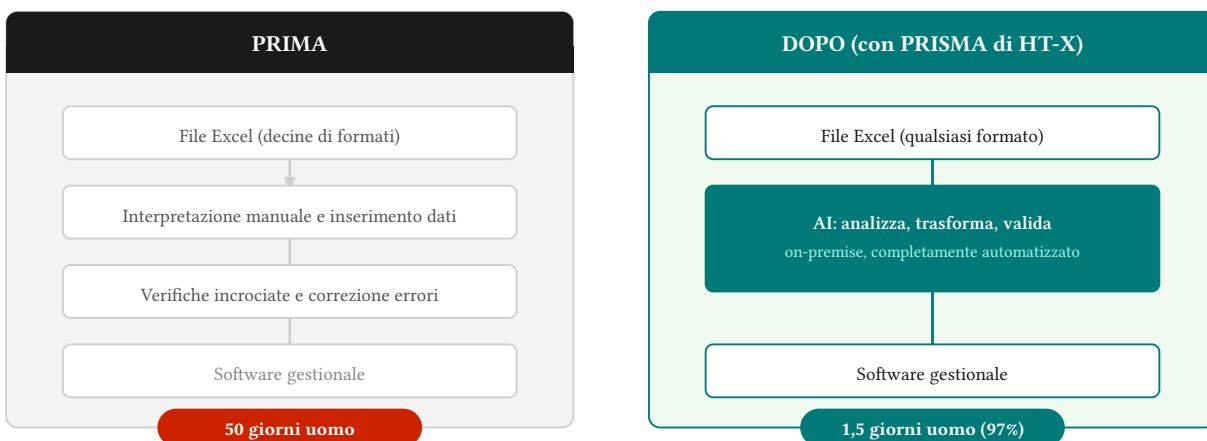 PRIMA
File Excel (decine di formati)
Interpretazione manuale e inserimento dati
Verifiche incrociate e correzione errori
Software gestionale
50 giorni uomo
DOPO (con PRISMA di HT-X)
File Excel (qualsiasi formato)
AI: analizza, trasforma, valida
on-premise, completamente automatizzato
Software gestionale
1,5 giorni uomo (97%)